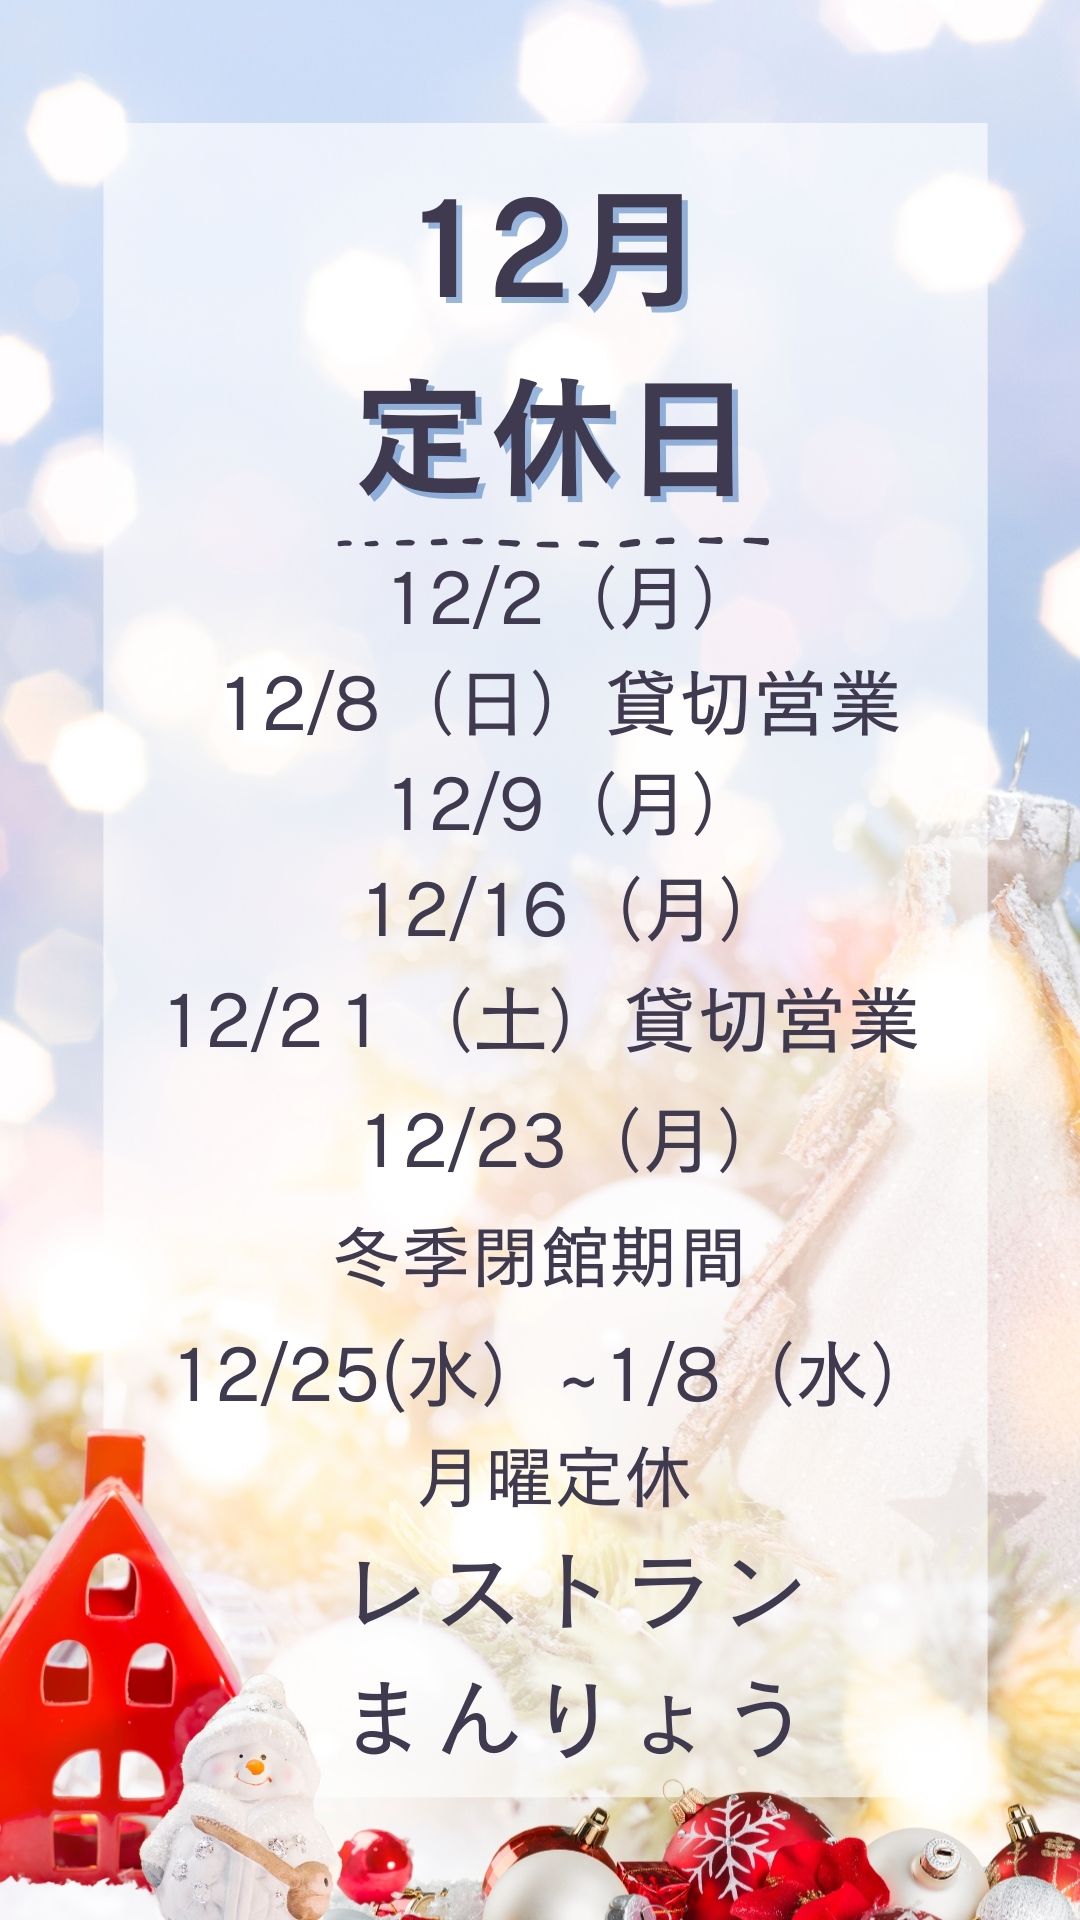 12月
定休日
12/2（月）
12/8（日）貸切営業
12/9（月）
12/16（月）
12/2１（土）貸切営業
12/23（月）
冬季閉館期間
12/25(水）~1/8（水）
月曜定休
レストラン
まんりょう